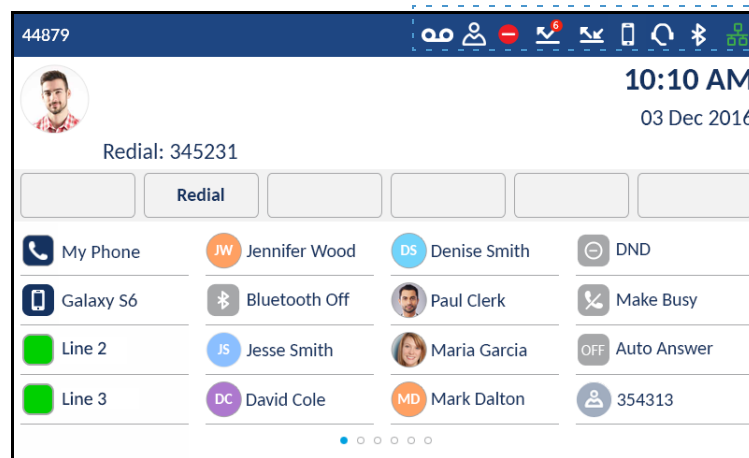 44879
6
10:10 AM
03 Dec 2016
Redial: 345231
Redial
My Phone
JW Jennifer Wood
DS Denise Smith
DND
Galaxy S6
Bluetooth Off
Paul Clerk
Make Busy
Line 2
JS Jesse Smith
Maria Garcia
OFF Auto Answer
Line 3
DC David Cole
MD Mark Dalton
354313